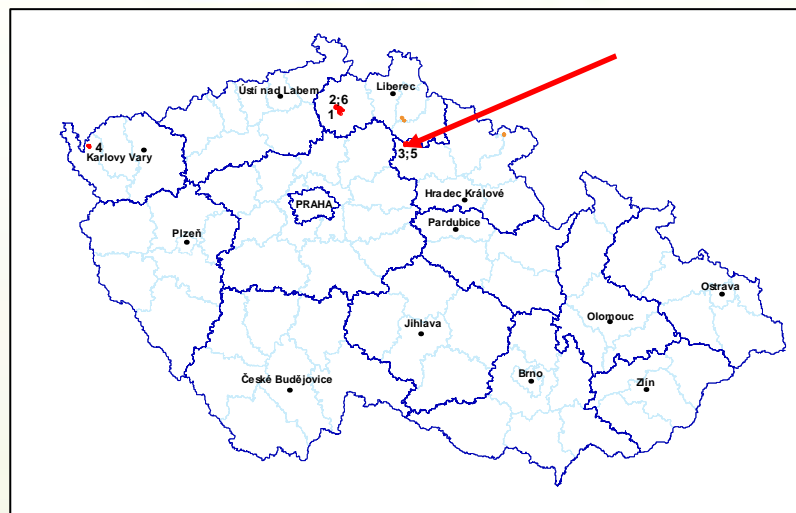 Ústí nad Labem
Liberec
2;6
1
4
Karlovy Vary
3;5
Hradec Králové
PRAHA
Pardubice
Plzeň
Ostrava
Olomouc
Jihlava
Brno
České Budějovice
Zlín